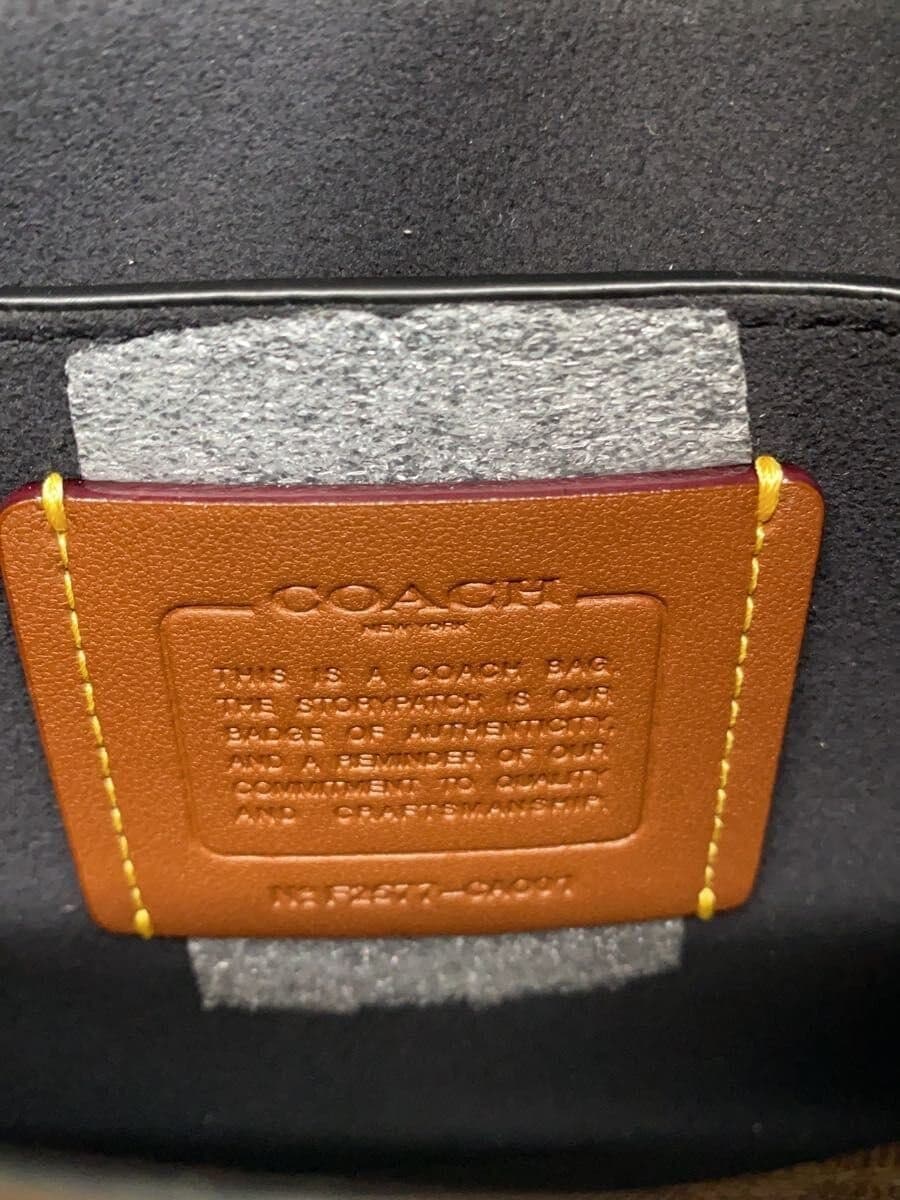 COACH
NEW YORK
THIS IS A COACH BAG.
THE STORYPATCH IS OUR
BADGE OF AUTHENTICITY,
AND A REMINDER OF OUR
COMMITMENT TO QUALITY
AND CRAFTSMANSHIP.
Nº F2677-CA001